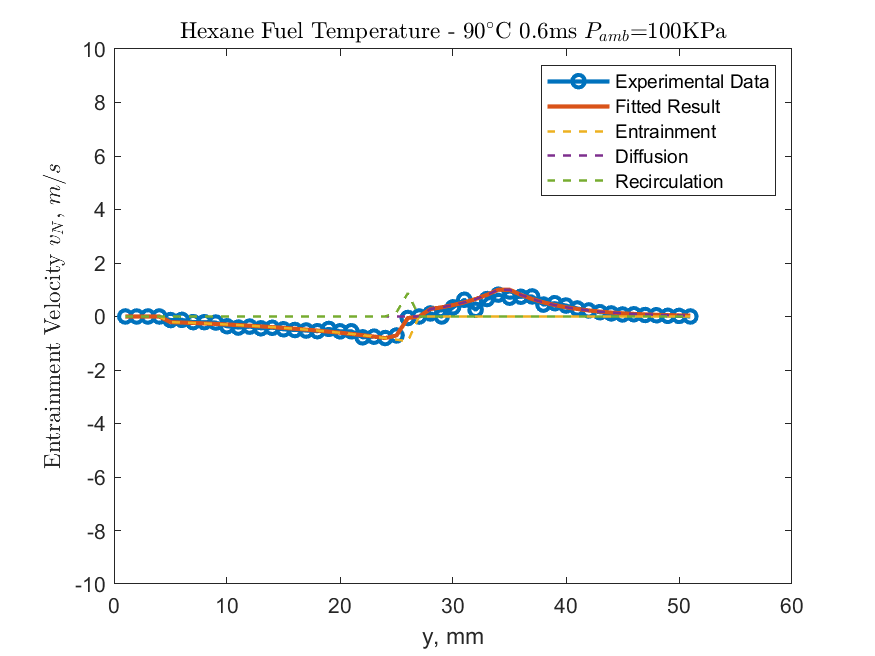 Hexane Fuel Temperature - 90°C 0.6ms P_amb=100KPa
Experimental Data
Fitted Result
Entrainment
Diffusion
Recirculation
Entrainment Velocity v_N, m/s
10
8
6
4
2
0
-2
-4
-6
-8
-10
0 10 20 30 40 50 60
y, mm